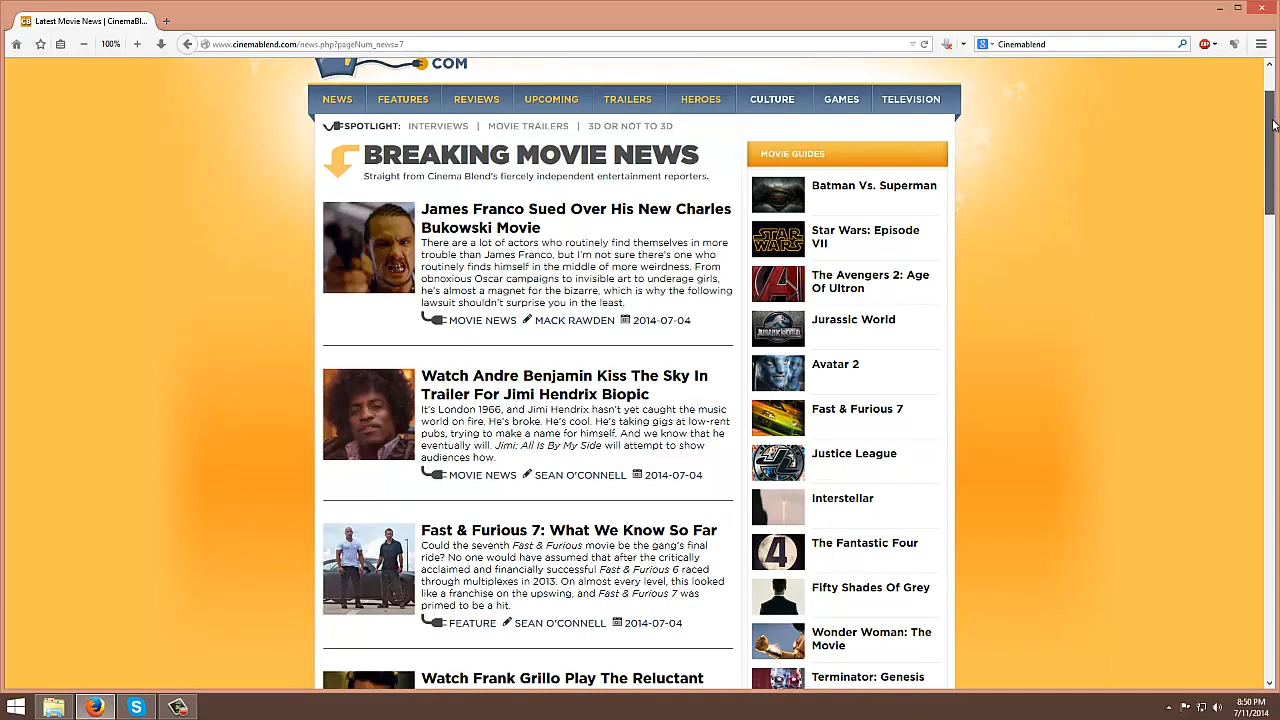 Latest Movie News | CinemaBl...
100%
www.cinemablend.com/news.php?pageNum_news=7
Cinemablend
COM
NEWS
FEATURES
REVIEWS
UPCOMING
TRAILERS
HEROES
CULTURE
GAMES
TELEVISION
SPOTLIGHT: INTERVIEWS | MOVIE TRAILERS | 3D OR NOT TO 3D
BREAKING MOVIE NEWS
Straight from Cinema Blend's fiercely independent entertainment reporters.
James Franco Sued Over His New Charles
Bukowski Movie
There are a lot of actors who routinely find themselves in more
trouble than James Franco, but I'm not sure there's one who
routinely finds himself in the middle of more weirdness. From
obnoxious Oscar campaigns to invisible art to underage girls,
he's almost a magnet for the bizarre, which is why the following
lawsuit shouldn't surprise you in the least.
MOVIE NEWS MACK RAWDEN 2014-07-04
Watch Andre Benjamin Kiss The Sky In
Trailer For Jimi Hendrix Biopic
It's London 1966, and Jimi Hendrix hasn't yet caught the music
world on fire. He's broke. He's cool. He's taking gigs at low-rent
pubs, trying to make a name for himself. And we know that he
eventually will. Jimi: All Is By My Side will attempt to show
audiences how.
MOVIE NEWS SEAN O'CONNELL 2014-07-04
Fast & Furious 7: What We Know So Far
Could the seventh Fast & Furious movie be the gang's final
ride? No one would have assumed that after the critically
acclaimed and financially successful Fast & Furious 6 raced
through multiplexes in 2013. On almost every level, this looked
like a franchise on the upswing, and Fast & Furious 7 was
primed to be a hit.
FEATURE SEAN O'CONNELL 2014-07-04
Watch Frank Grillo Play The Reluctant
MOVIE GUIDES
Batman Vs. Superman
STAR WARS
Star Wars: Episode
VII
The Avengers 2: Age
Of Ultron
Jurassic World
Avatar 2
Fast & Furious 7
Justice League
Interstellar
4
The Fantastic Four
Fifty Shades Of Grey
Wonder Woman: The
Movie
Terminator: Genesis
8:50 PM
7/11/2014